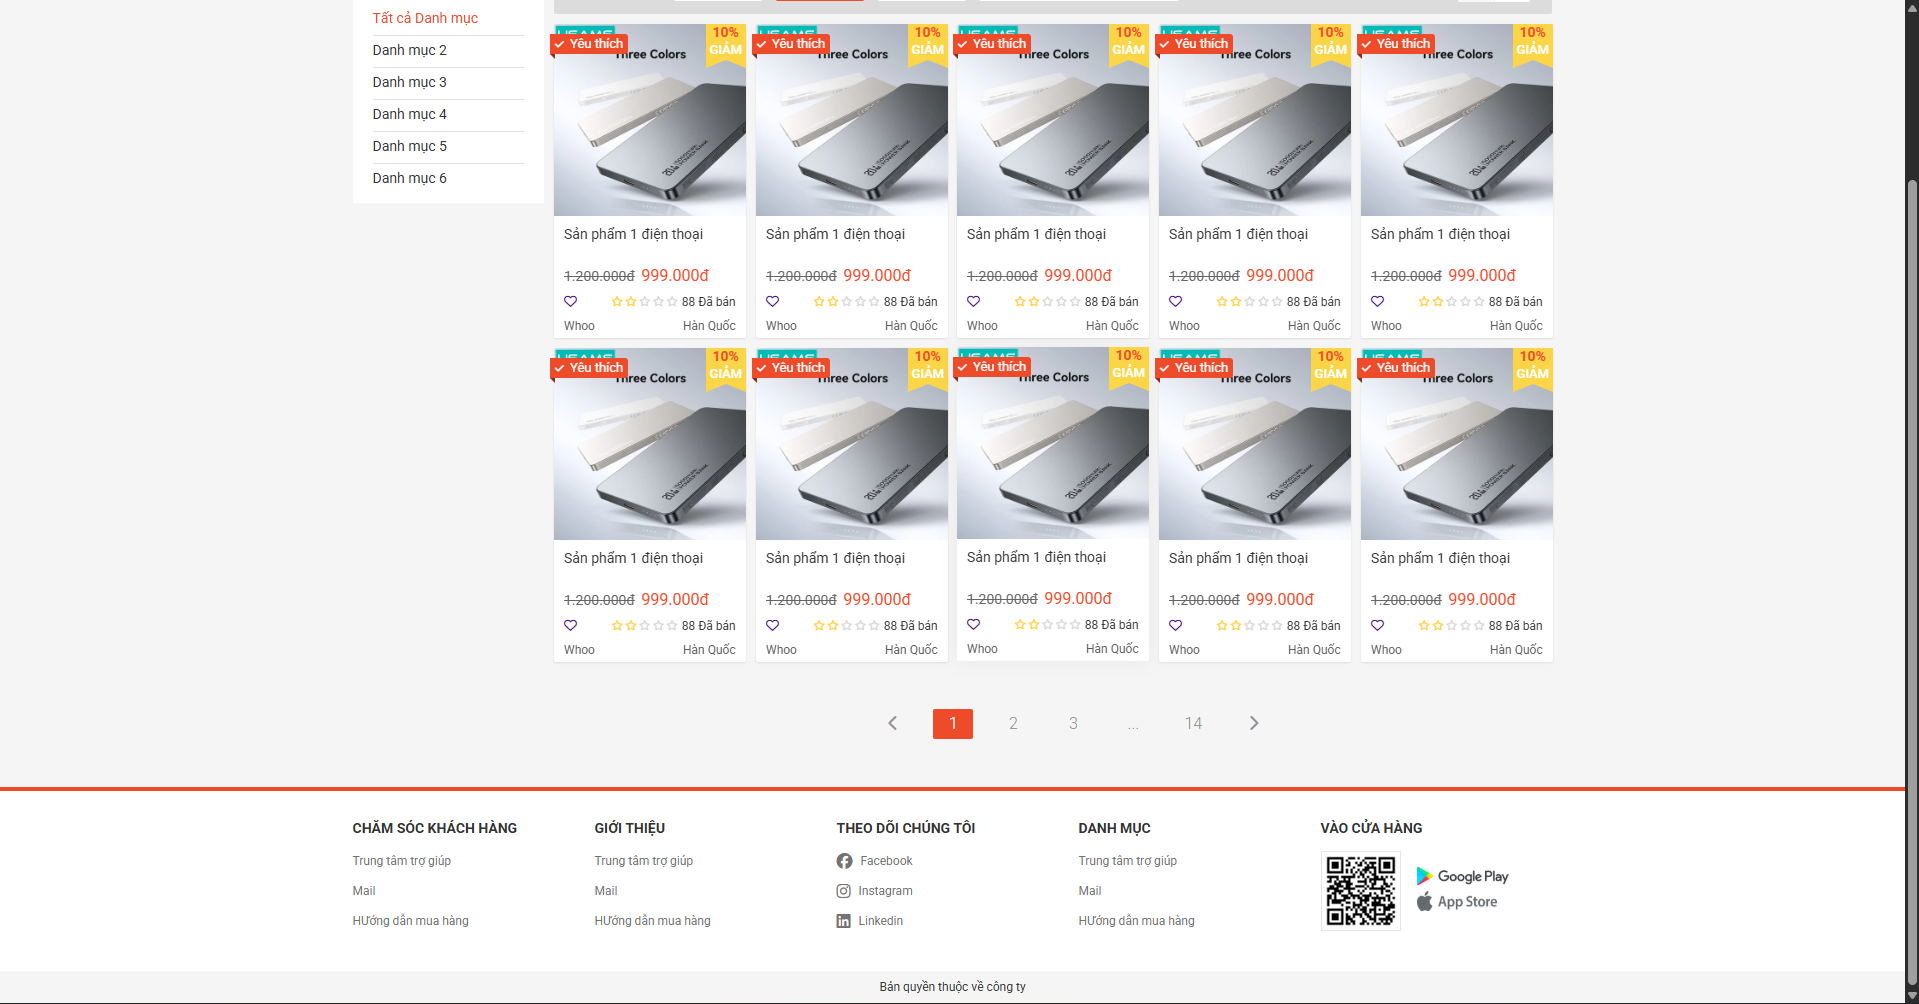 Tất cả Danh mục
Danh mục 2
Danh mục 3
Danh mục 4
Danh mục 5
Danh mục 6
Yêu thích 10% GIẢM
Three Colors
Sản phẩm 1 điện thoại
1.200.000đ 999.000đ
88 Đã bán
Whoo Hàn Quốc
Yêu thích 10% GIẢM
Three Colors
Sản phẩm 1 điện thoại
1.200.000đ 999.000đ
88 Đã bán
Whoo Hàn Quốc
Yêu thích 10% GIẢM
Three Colors
Sản phẩm 1 điện thoại
1.200.000đ 999.000đ
88 Đã bán
Whoo Hàn Quốc
Yêu thích 10% GIẢM
Three Colors
Sản phẩm 1 điện thoại
1.200.000đ 999.000đ
88 Đã bán
Whoo Hàn Quốc
Yêu thích 10% GIẢM
Three Colors
Sản phẩm 1 điện thoại
1.200.000đ 999.000đ
88 Đã bán
Whoo Hàn Quốc
Yêu thích 10% GIẢM
Three Colors
Sản phẩm 1 điện thoại
1.200.000đ 999.000đ
88 Đã bán
Whoo Hàn Quốc
Yêu thích 10% GIẢM
Three Colors
Sản phẩm 1 điện thoại
1.200.000đ 999.000đ
88 Đã bán
Whoo Hàn Quốc
Yêu thích 10% GIẢM
Three Colors
Sản phẩm 1 điện thoại
1.200.000đ 999.000đ
88 Đã bán
Whoo Hàn Quốc
Yêu thích 10% GIẢM
Three Colors
Sản phẩm 1 điện thoại
1.200.000đ 999.000đ
88 Đã bán
Whoo Hàn Quốc
Yêu thích 10% GIẢM
Three Colors
Sản phẩm 1 điện thoại
1.200.000đ 999.000đ
88 Đã bán
Whoo Hàn Quốc
1 2 3 ... 14
CHĂM SÓC KHÁCH HÀNG
Trung tâm trợ giúp
Mail
HƯớng dẫn mua hàng
GIỚI THIỆU
Trung tâm trợ giúp
Mail
HƯớng dẫn mua hàng
THEO DÕI CHÚNG TÔI
Facebook
Instagram
Linkedin
DANH MỤC
Trung tâm trợ giúp
Mail
HƯớng dẫn mua hàng
VÀO CỬA HÀNG
Google Play
App Store
Bản quyền thuộc về công ty